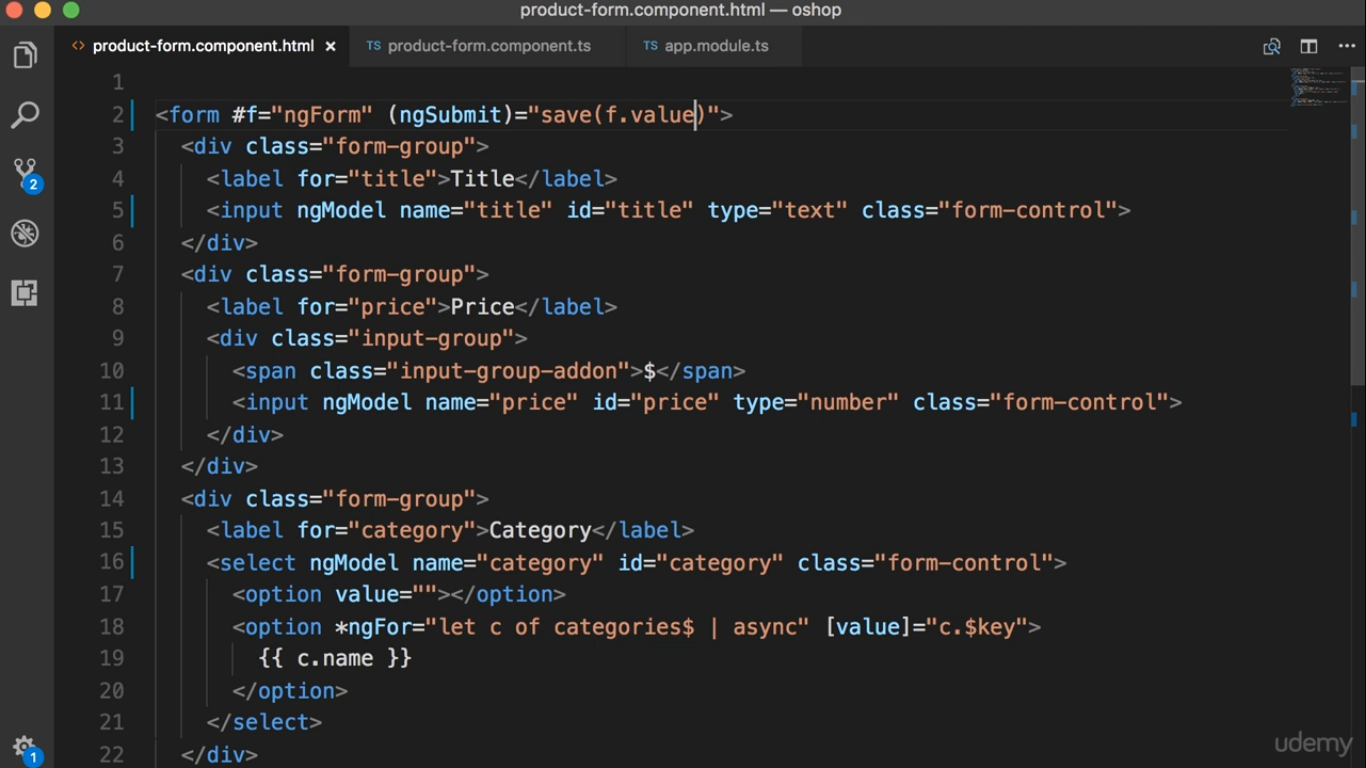 product-form.component.html — oshop
<> product-form.component.html × TS product-form.component.ts TS app.module.ts
1
2 <form #f="ngForm" (ngSubmit)="save(f.value)">
3 <div class="form-group">
4 <label for="title">Title</label>
5 <input ngModel name="title" id="title" type="text" class="form-control">
6 </div>
7 <div class="form-group">
8 <label for="price">Price</label>
9 <div class="input-group">
10 <span class="input-group-addon">$</span>
11 <input ngModel name="price" id="price" type="number" class="form-control">
12 </div>
13 </div>
14 <div class="form-group">
15 <label for="category">Category</label>
16 <select ngModel name="category" id="category" class="form-control">
17 <option value=""></option>
18 <option *ngFor="let c of categories$ | async" [value]="c.$key">
19 {{ c.name }}
20 </option>
21 </select>
22 </div>
2
1
udemy